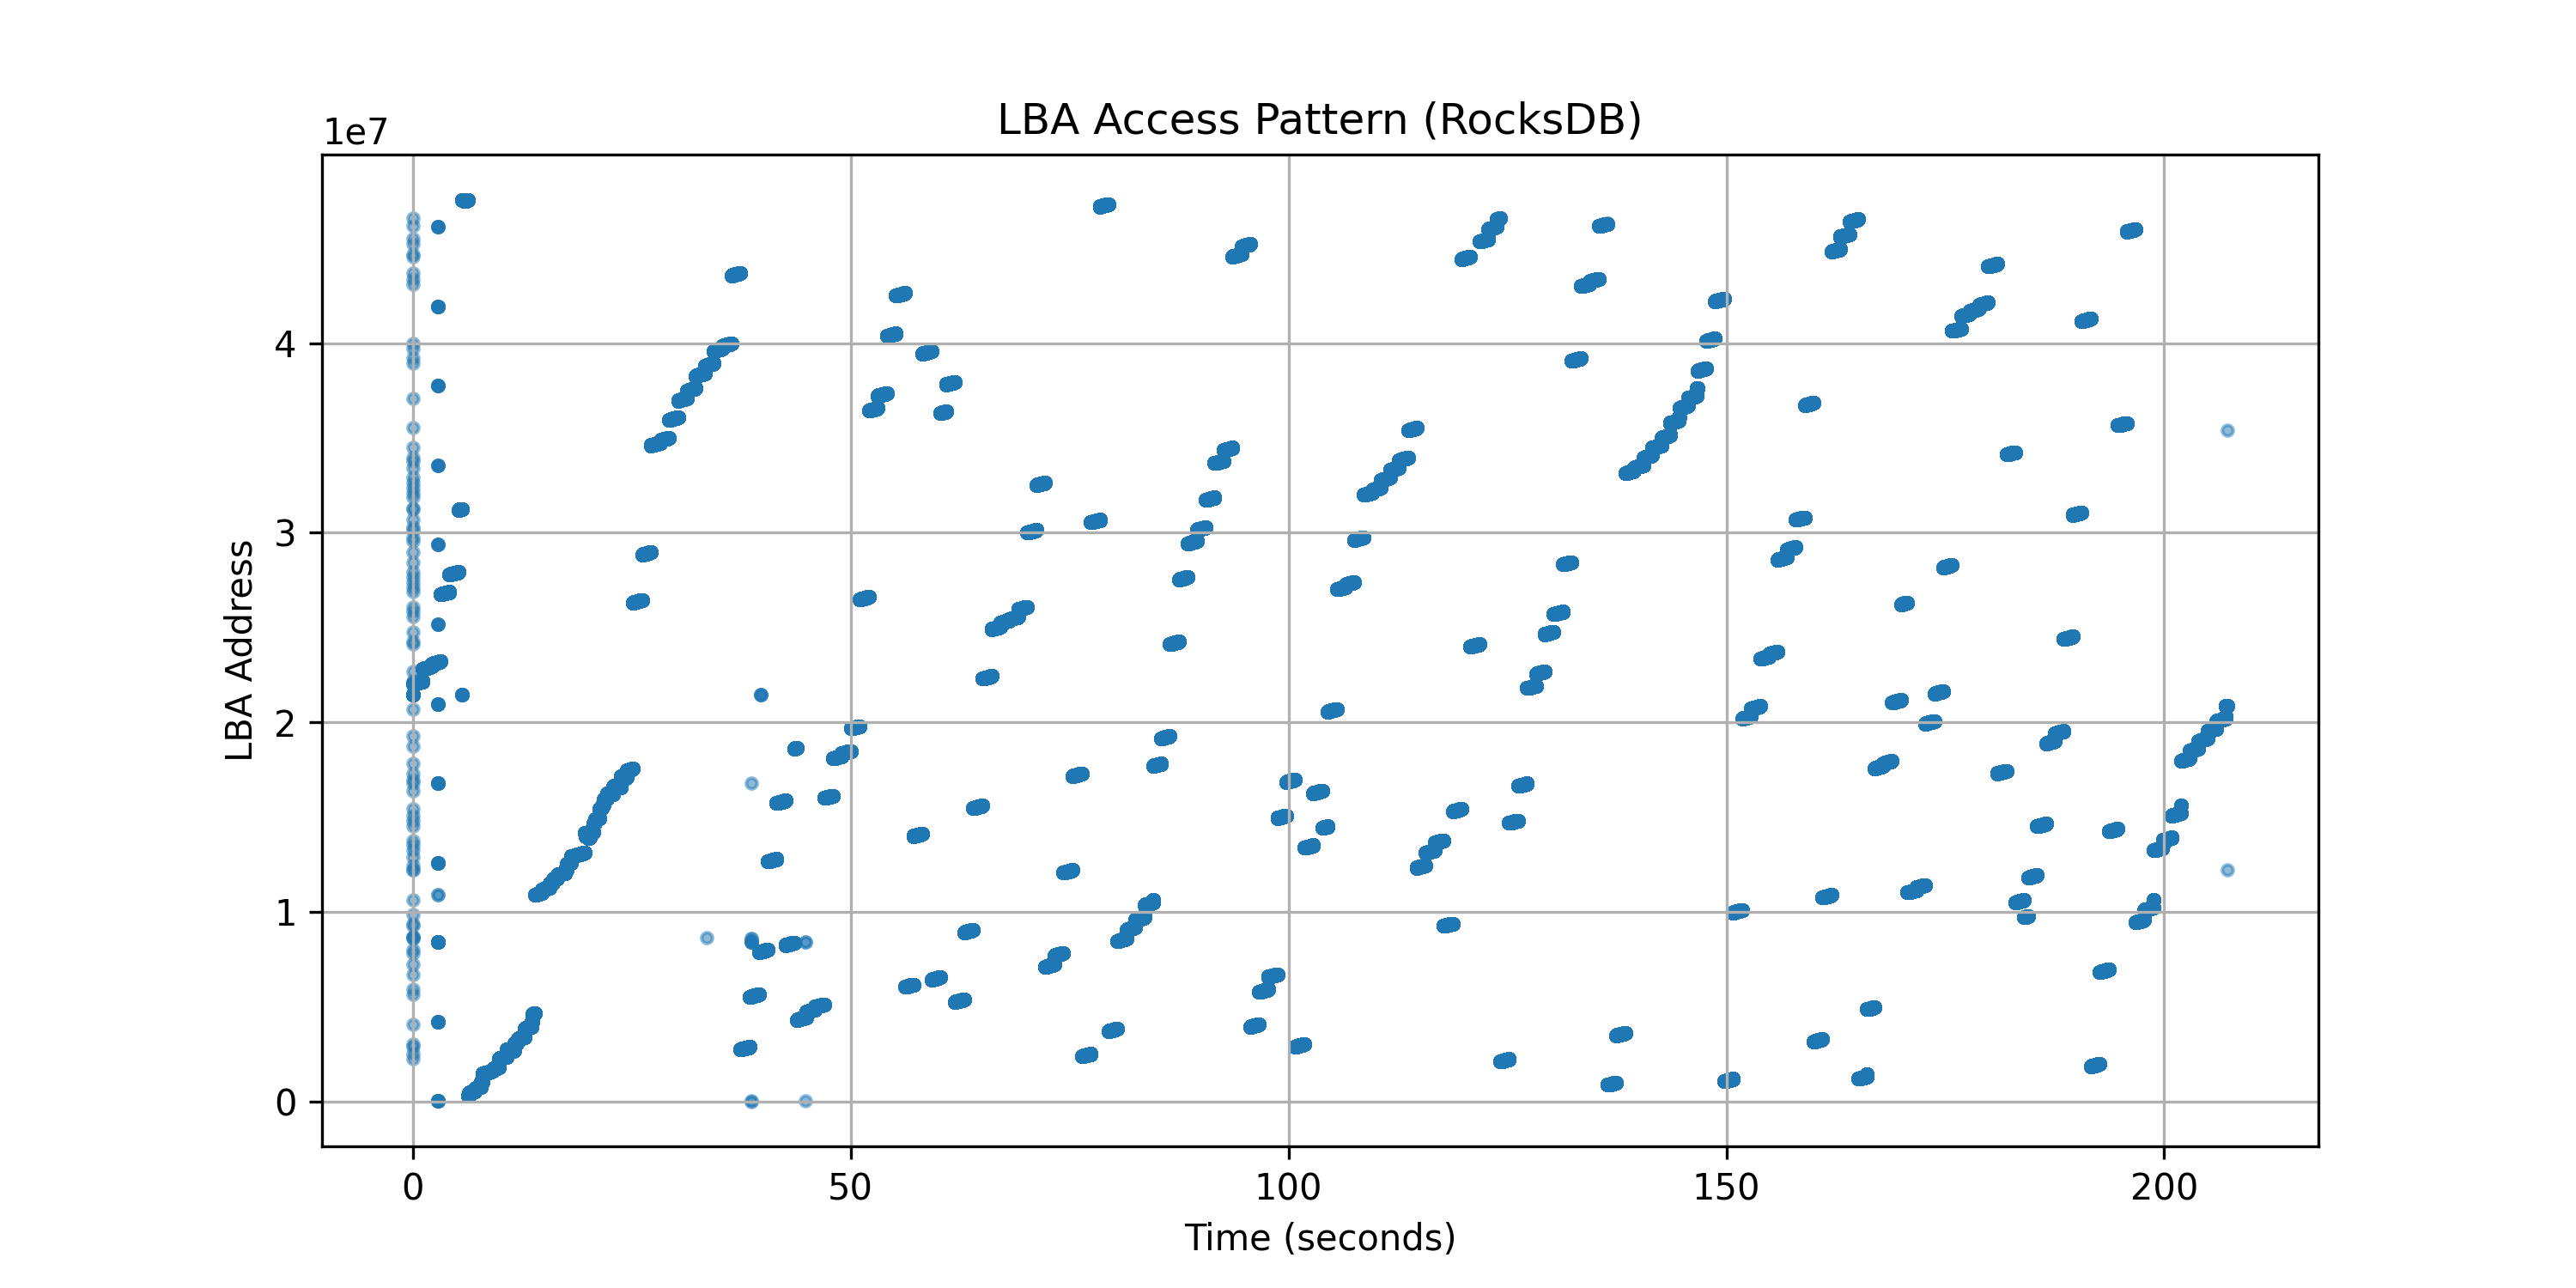 LBA Access Pattern (RocksDB)
1e7
4
3
2
1
0
LBA Address
0 50 100 150 200
Time (seconds)